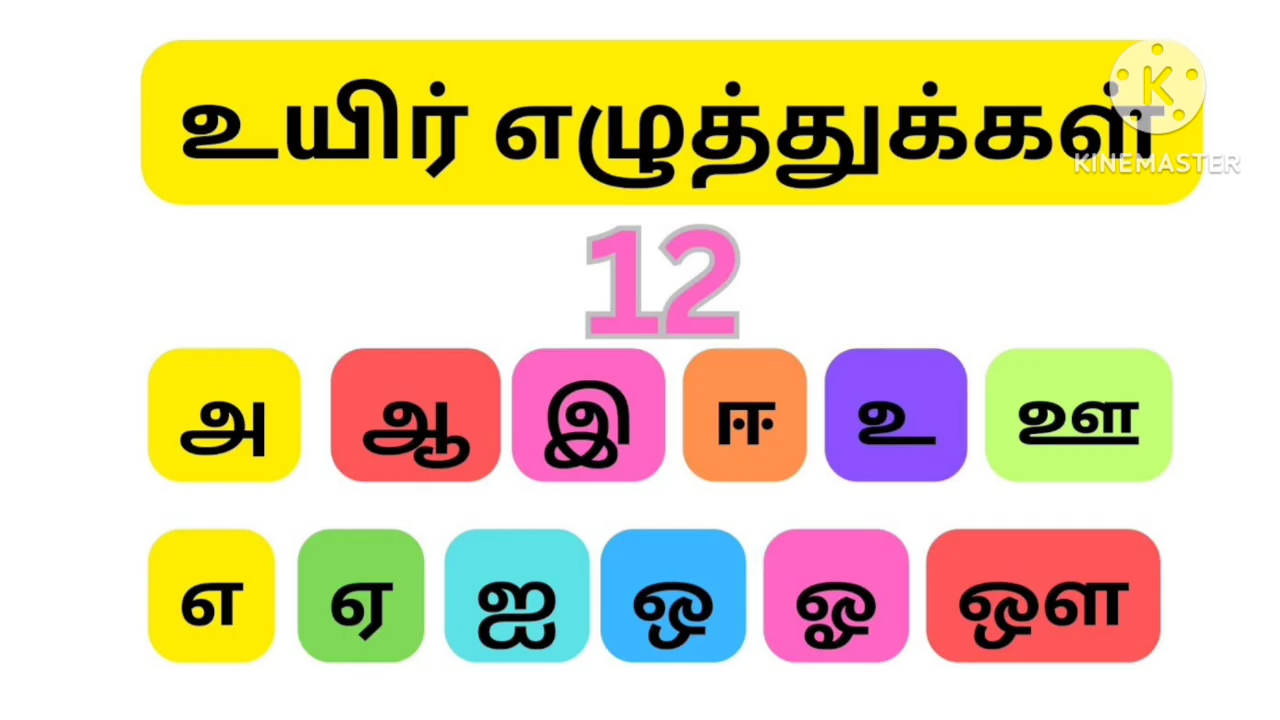 உயிர் எழுத்துக்கள்
K
KINEMASTER
12
அ ஆ இ ஈ உ ஊ
எ ஏ ஐ ஒ ஓ ஔ